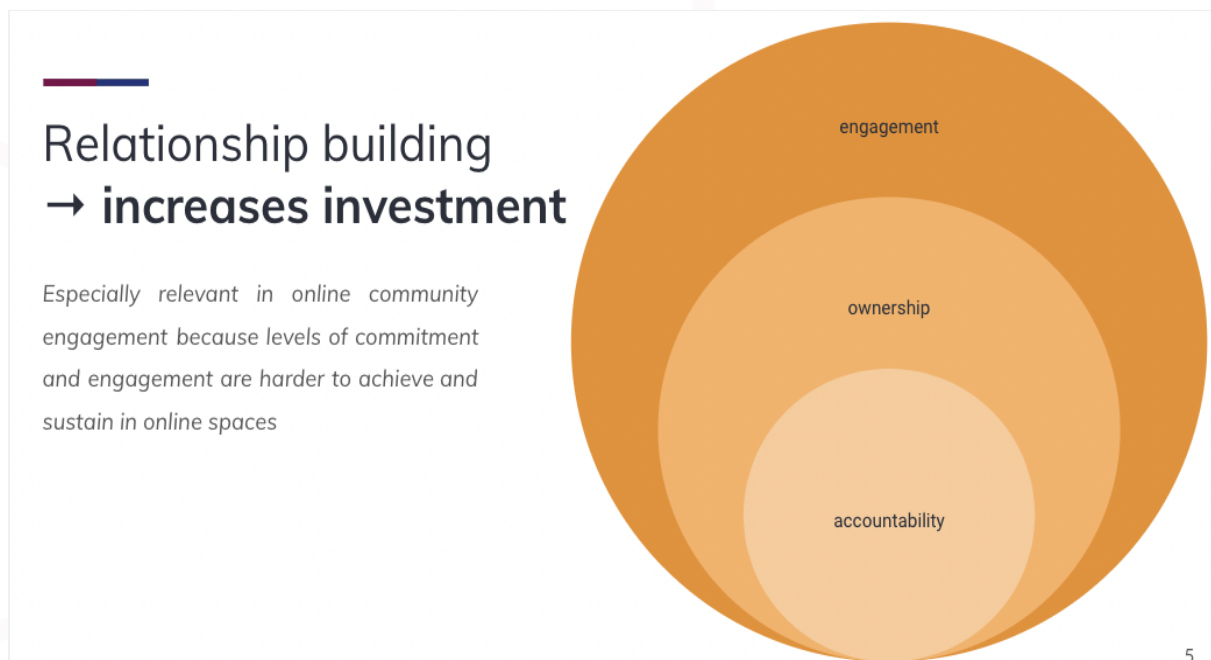 Relationship building
→ increases investment
Especially relevant in online community
engagement because levels of commitment
and engagement are harder to achieve and
sustain in online spaces
engagement
ownership
accountability
5